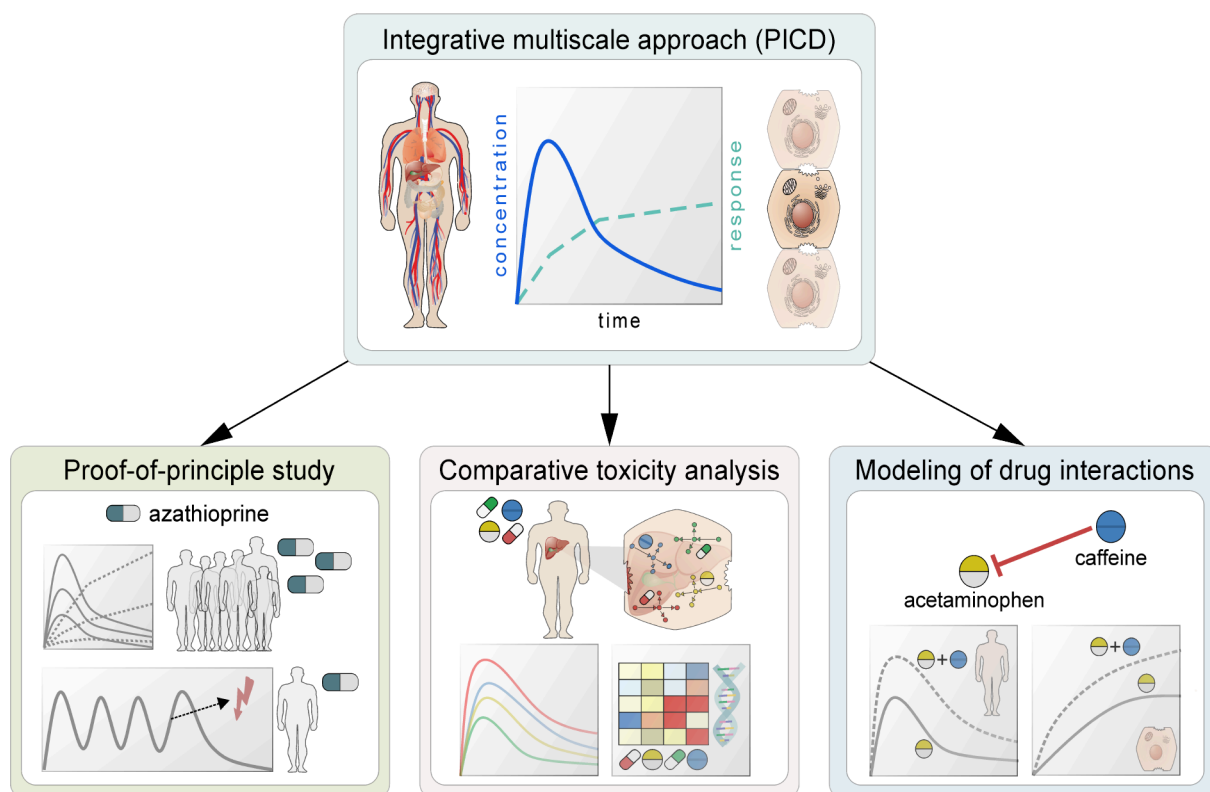 Integrative multiscale approach (PICD)
concentration
response
time
Proof-of-principle study
azathioprine
Comparative toxicity analysis
Modeling of drug interactions
caffeine
acetaminophen
+
+